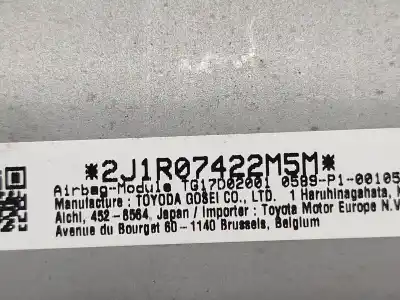 *2J1R07422M5M*
Airbag-Module TG17D02001 0589-P1-00105
Manufacture : TOYODA GOSEI CO., LTD. 1 Haruhinagahata,
Aichi, 452-8564, Japan / Importer : Toyota Motor Europe N.V
Avenue du Bourget 60 - 1140 Brussels, Belgium